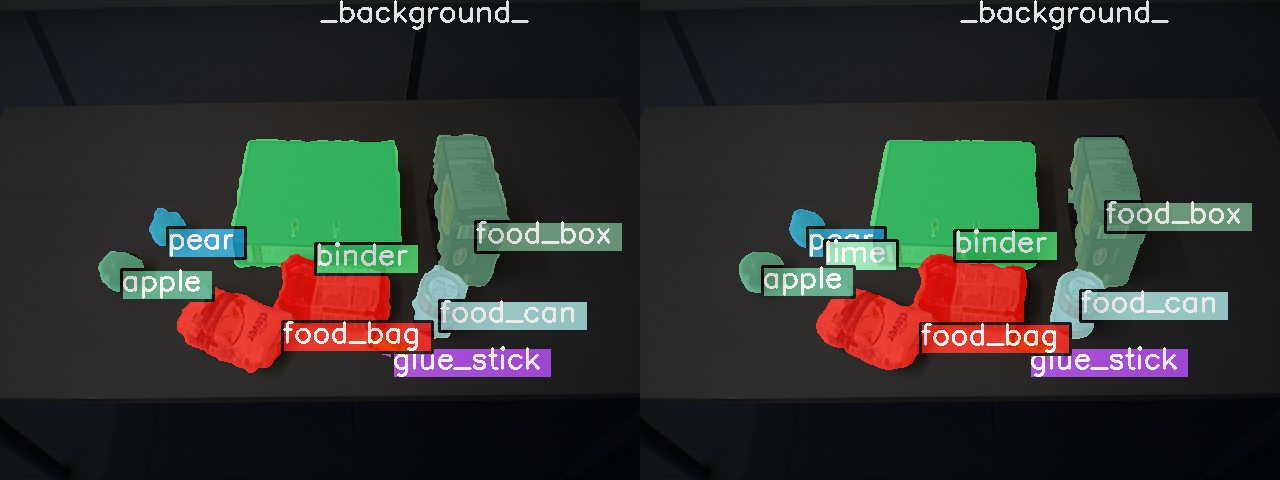 _background_
_background_
food_box
food_box
pear
pear
lime
binder
binder
apple
apple
food_can
food_can
food_bag
food_bag
glue_stick
glue_stick